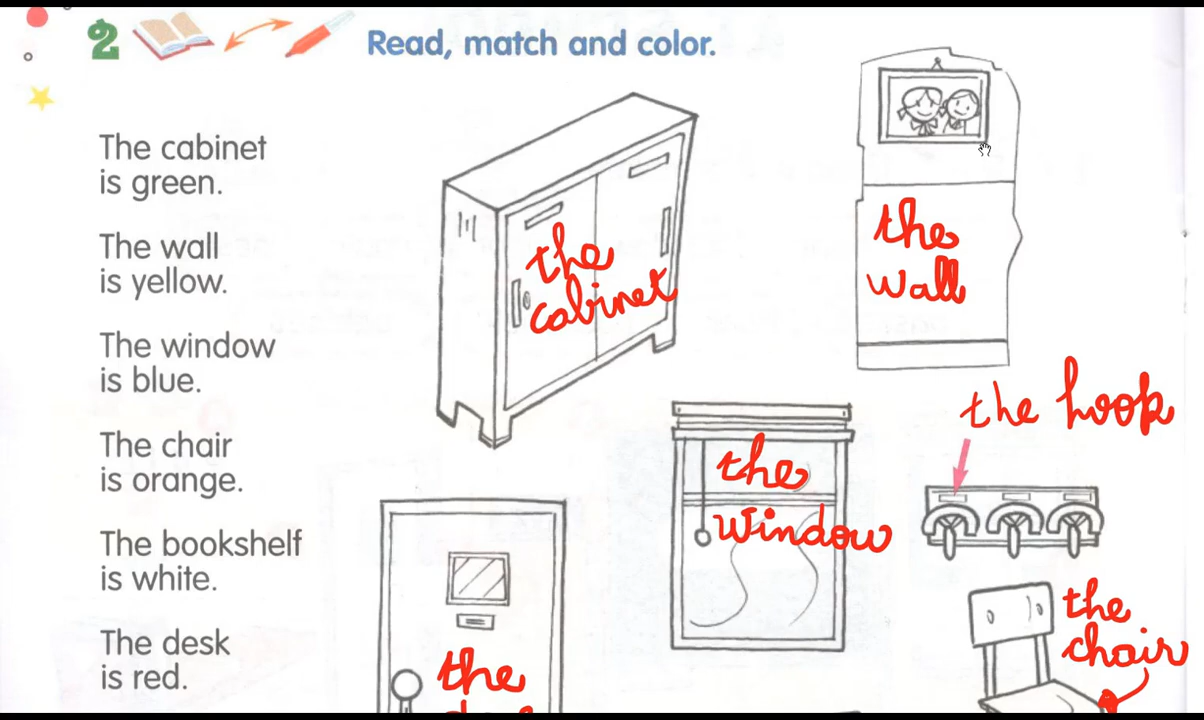 2 Read, match and color.
The cabinet
is green.
The wall
is yellow.
The window
is blue.
The chair
is orange.
The bookshelf
is white.
The desk
is red.
the
cabinet
the
wall
the hook
the
window
the
chair
the